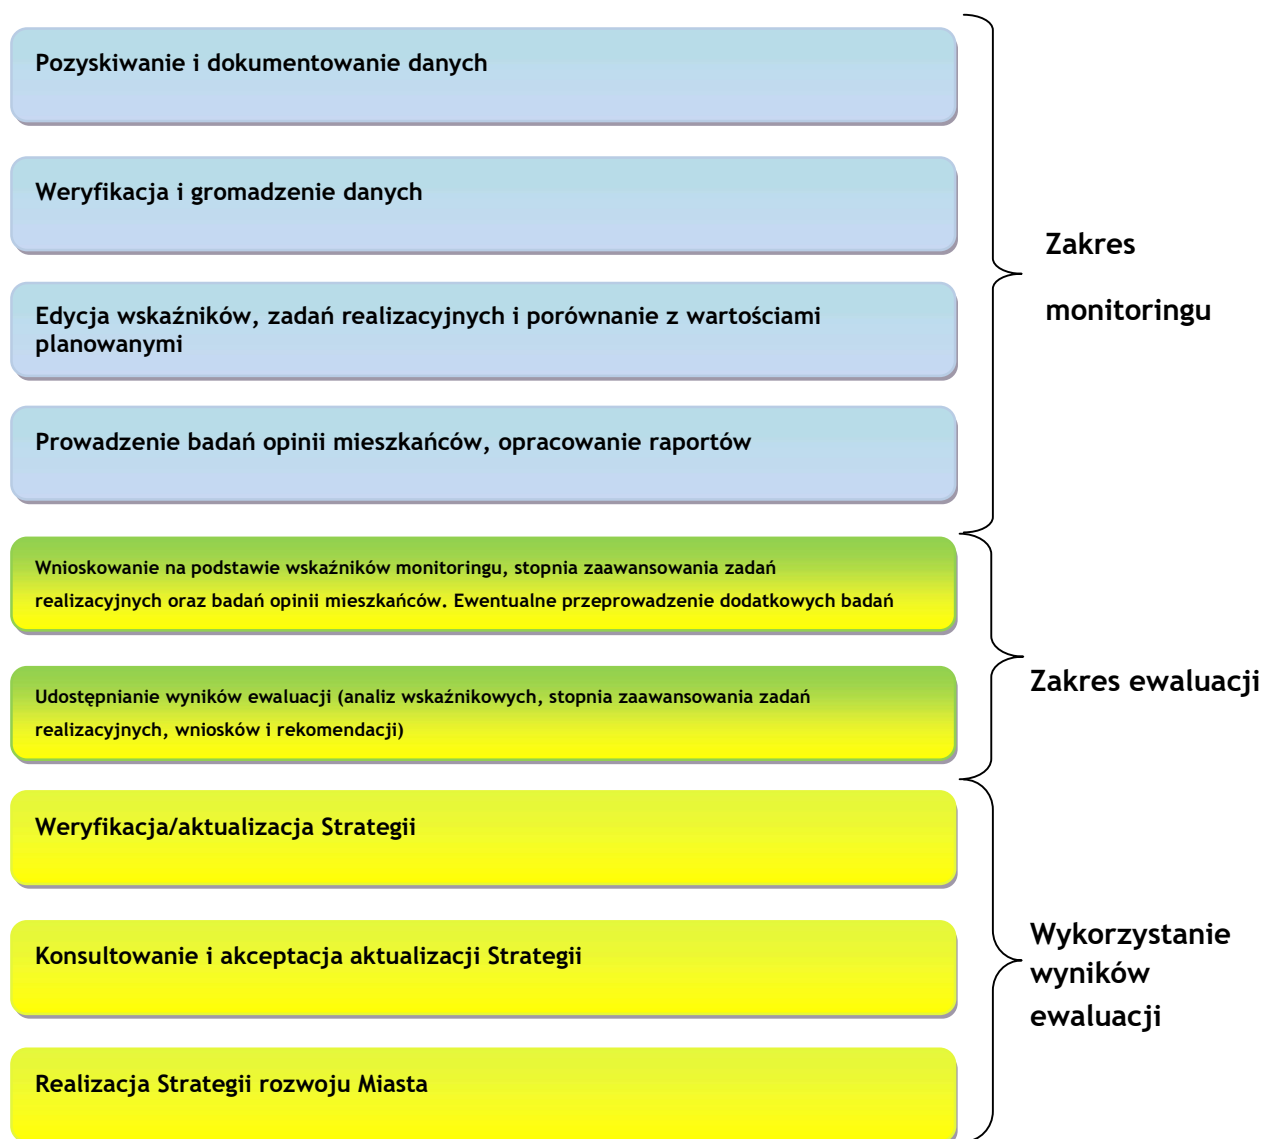 Pozyskiwanie i dokumentowanie danych
Weryfikacja i gromadzenie danych
Edycja wskaźników, zadań realizacyjnych i porównanie z wartościami
planowanymi
Prowadzenie badań opinii mieszkańców, opracowanie raportów
Zakres
monitoringu
Wnioskowanie na podstawie wskaźników monitoringu, stopnia zaawansowania zadań
realizacyjnych oraz badań opinii mieszkańców. Ewentualne przeprowadzenie dodatkowych badań
Udostępnianie wyników ewaluacji (analiz wskaźnikowych, stopnia zaawansowania zadań
realizacyjnych, wniosków i rekomendacji)
Zakres ewaluacji
Weryfikacja/aktualizacja Strategii
Konsultowanie i akceptacja aktualizacji Strategii
Realizacja Strategii rozwoju Miasta
Wykorzystanie
wyników
ewaluacji